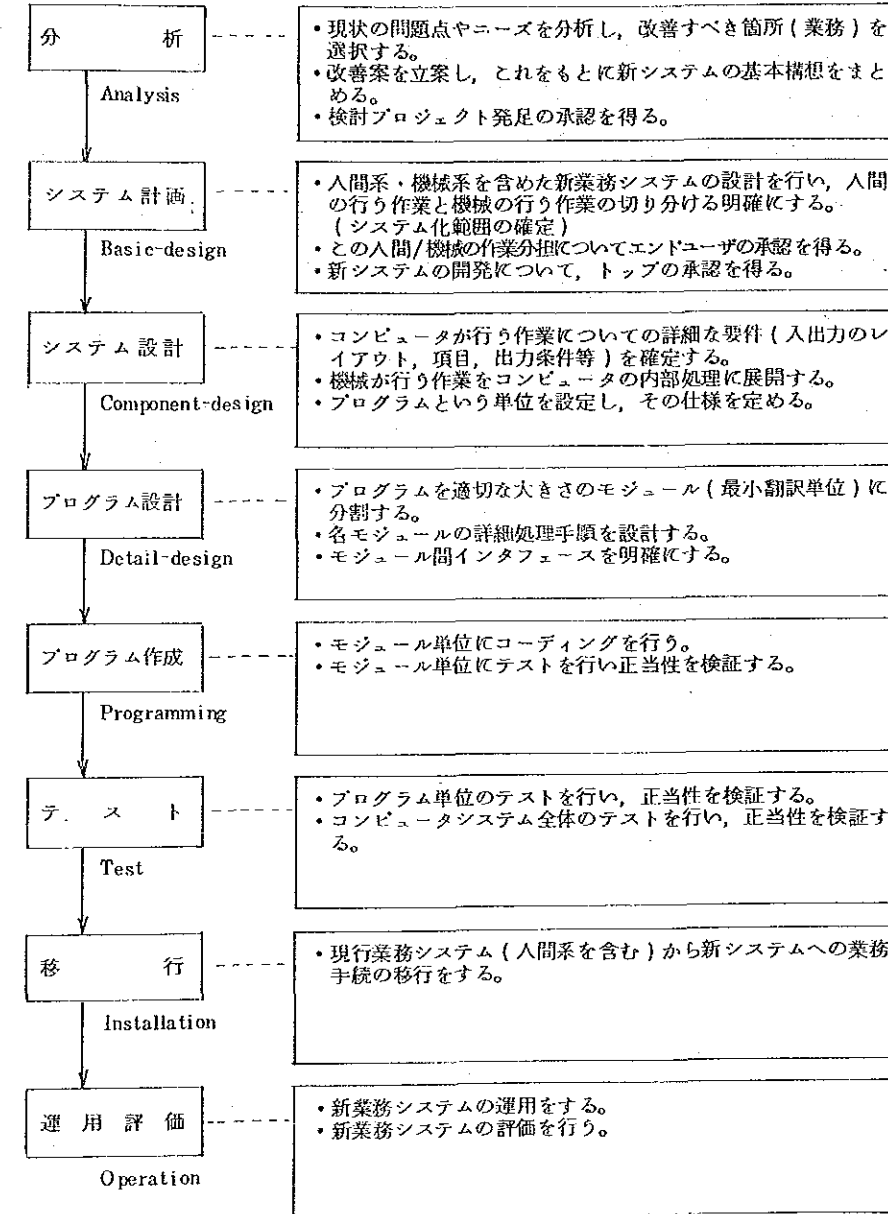 分析
・現状の問題点やニーズを分析し，改善すべき箇所(業務)を
選択する。
・改善案を立案し，これをもとに新システムの基本構想をまと
める。
・検討プロジェクト発足の承認を得る。
Analysis
システム計画
・人間系・機械系を含めた新業務システムの設計を行い，人間
の行う作業と機械の行う作業の切り分ける明確にする。
(システム化範囲の確定)
・この人間/機械の作業分担についてエンドユーザの承認を得る。
・新システムの開発について，トップの承認を得る。
Basic-design
システム設計
・コンピュータが行う作業についての詳細な要件(入出力のレ
イアウト，項目，出力条件等)を確定する。
・機械が行う作業をコンピュータの内部処理に展開する。
・プログラムという単位を設定し，その仕様を定める。
Component-design
プログラム設計
・プログラムを適切な大きさのモジュール(最小翻訳単位)に
分割する。
・名モジュールの詳細処理手順を設計する。
・モジュール間インタフェースを明確にする。
Detail-design
プログラム作成
・モジュール単位にコーディングを行う。
・モジュール単位にテストを行い正当性を検証する。
Programming
テスト
・プログラム単位のテストを行い，正当性を検証する。
・コンピュータシステム全体のテストを行い，正当性を検証す
る。
Test
移行
・現行業務システム(人間系を含む)から新システムへの業務
手続の移行をする。
Installation
運用評価
・新業務システムの運用をする。
・新業務システムの評価を行う。
Operation